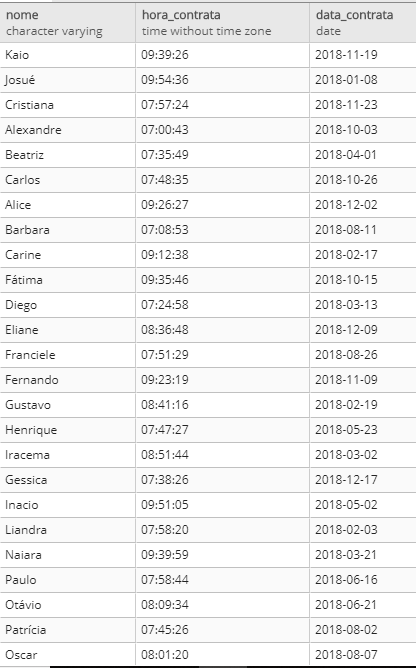 nome hora_contrata data_contrata
character varying time without time zone date
Kaio 09:39:26 2018-11-19
Josué 09:54:36 2018-01-08
Cristiana 07:57:24 2018-11-23
Alexandre 07:00:43 2018-10-03
Beatriz 07:35:49 2018-04-01
Carlos 07:48:35 2018-10-26
Alice 09:26:27 2018-12-02
Barbara 07:08:53 2018-08-11
Carine 09:12:38 2018-02-17
Fátima 09:35:46 2018-10-15
Diego 07:24:58 2018-03-13
Eliane 08:36:48 2018-12-09
Franciele 07:51:29 2018-08-26
Fernando 09:23:19 2018-11-09
Gustavo 08:41:16 2018-02-19
Henrique 07:47:27 2018-05-23
Iracema 08:51:44 2018-03-02
Gessica 07:38:26 2018-12-17
Inacio 09:51:05 2018-05-02
Liandra 07:58:20 2018-02-03
Naiara 09:39:59 2018-03-21
Paulo 07:58:44 2018-06-16
Otávio 08:09:34 2018-06-21
Patrícia 07:45:26 2018-08-02
Oscar 08:01:20 2018-08-07